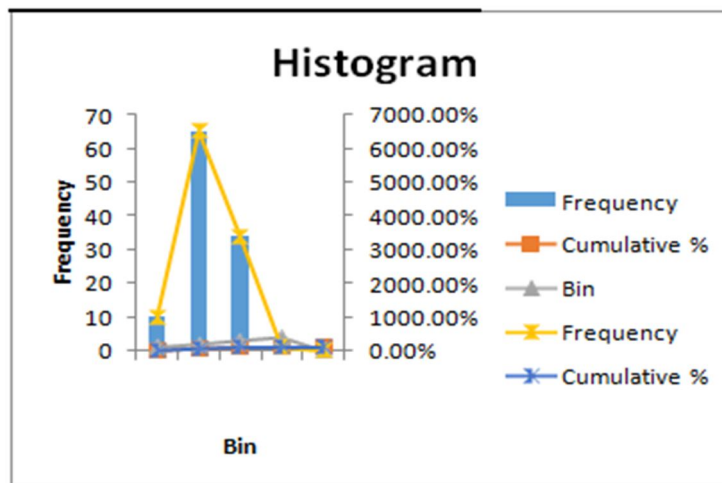 Histogram
70
60
50
40
30
20
10
0
Frequency
7000.00%
6000.00%
5000.00%
4000.00%
3000.00%
2000.00%
1000.00%
0.00%
Bin
Frequency
Cumulative %
Bin
Frequency
Cumulative %